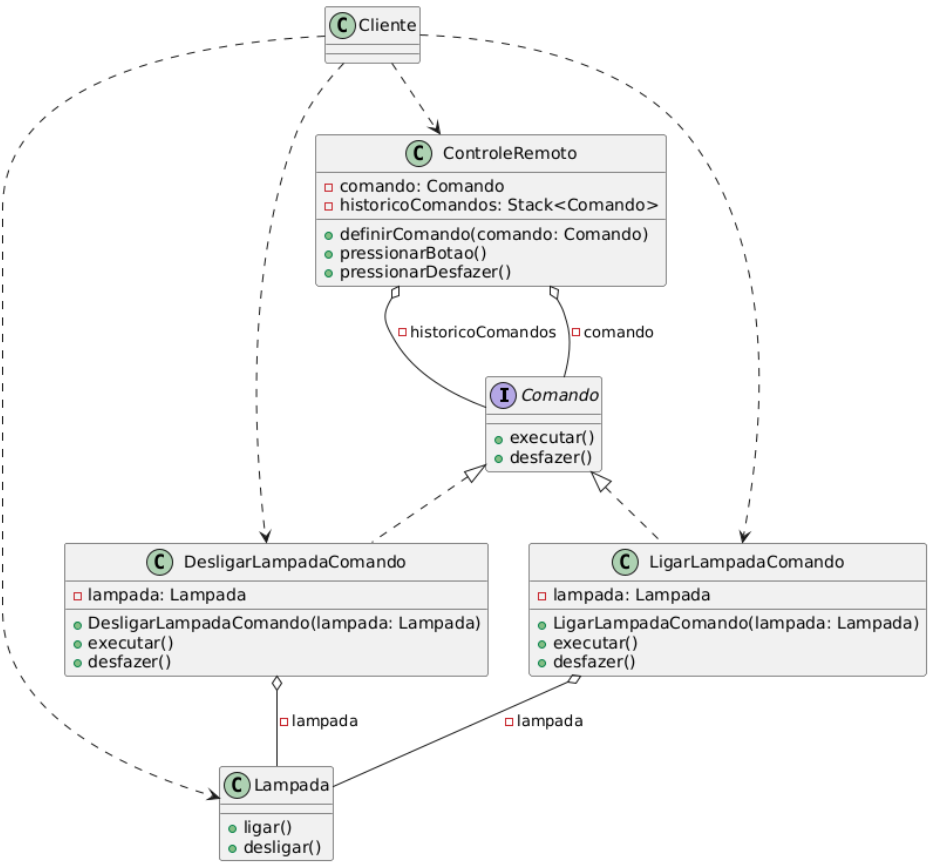 C Cliente
C ControleRemoto
comando: Comando
historicoComandos: Stack<Comando>
definirComando(comando: Comando)
pressionarBotao()
pressionarDesfazer()
historicoComandos
comando
I Comando
executar()
desfazer()
C DesligarLampadaComando
lampada: Lampada
DesligarLampadaComando(lampada: Lampada)
executar()
desfazer()
C LigarLampadaComando
lampada: Lampada
LigarLampadaComando(lampada: Lampada)
executar()
desfazer()
lampada
lampada
C Lampada
ligar()
desligar()